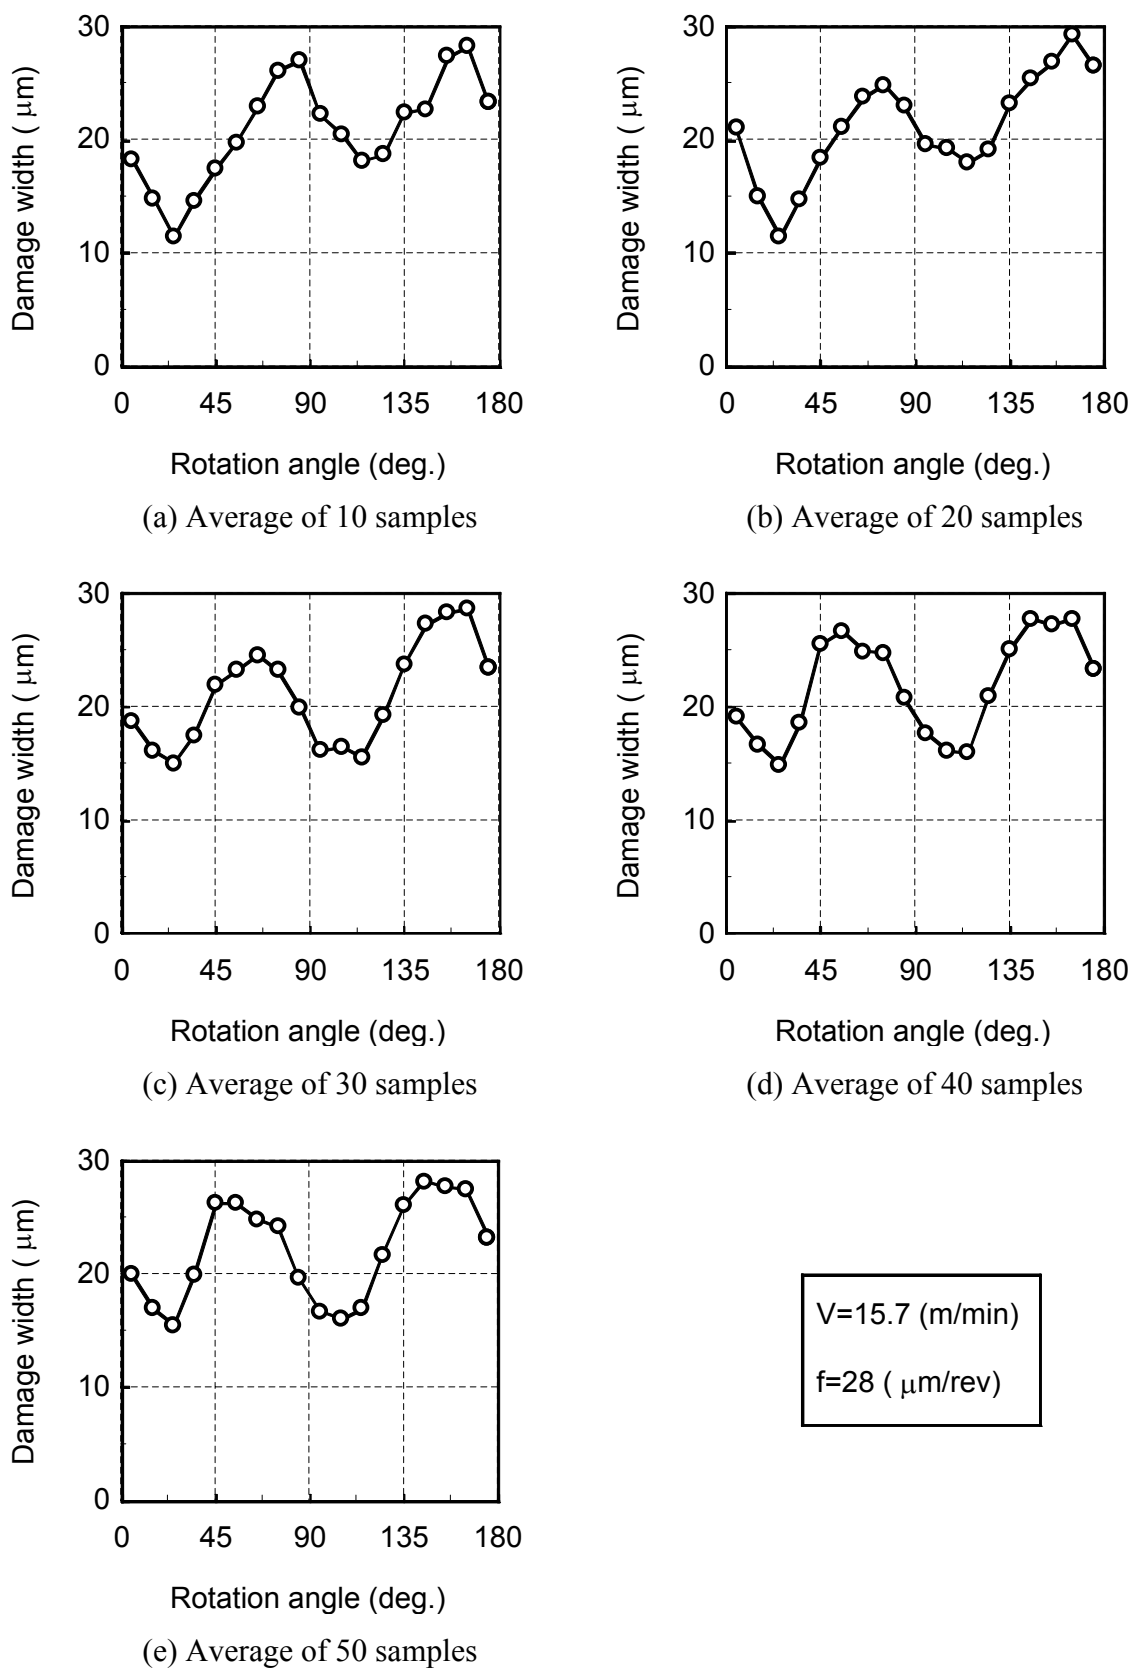 30
20
10
0
Damage width ( μm)
0 45 90 135 180
Rotation angle (deg.)
(a) Average of 10 samples
30
20
10
0
Damage width ( μm)
0 45 90 135 180
Rotation angle (deg.)
(b) Average of 20 samples
30
20
10
0
Damage width ( μm)
0 45 90 135 180
Rotation angle (deg.)
(c) Average of 30 samples
30
20
10
0
Damage width ( μm)
0 45 90 135 180
Rotation angle (deg.)
(d) Average of 40 samples
30
20
10
0
Damage width ( μm)
0 45 90 135 180
Rotation angle (deg.)
(e) Average of 50 samples
V=15.7 (m/min)
f=28 ( μm/rev)